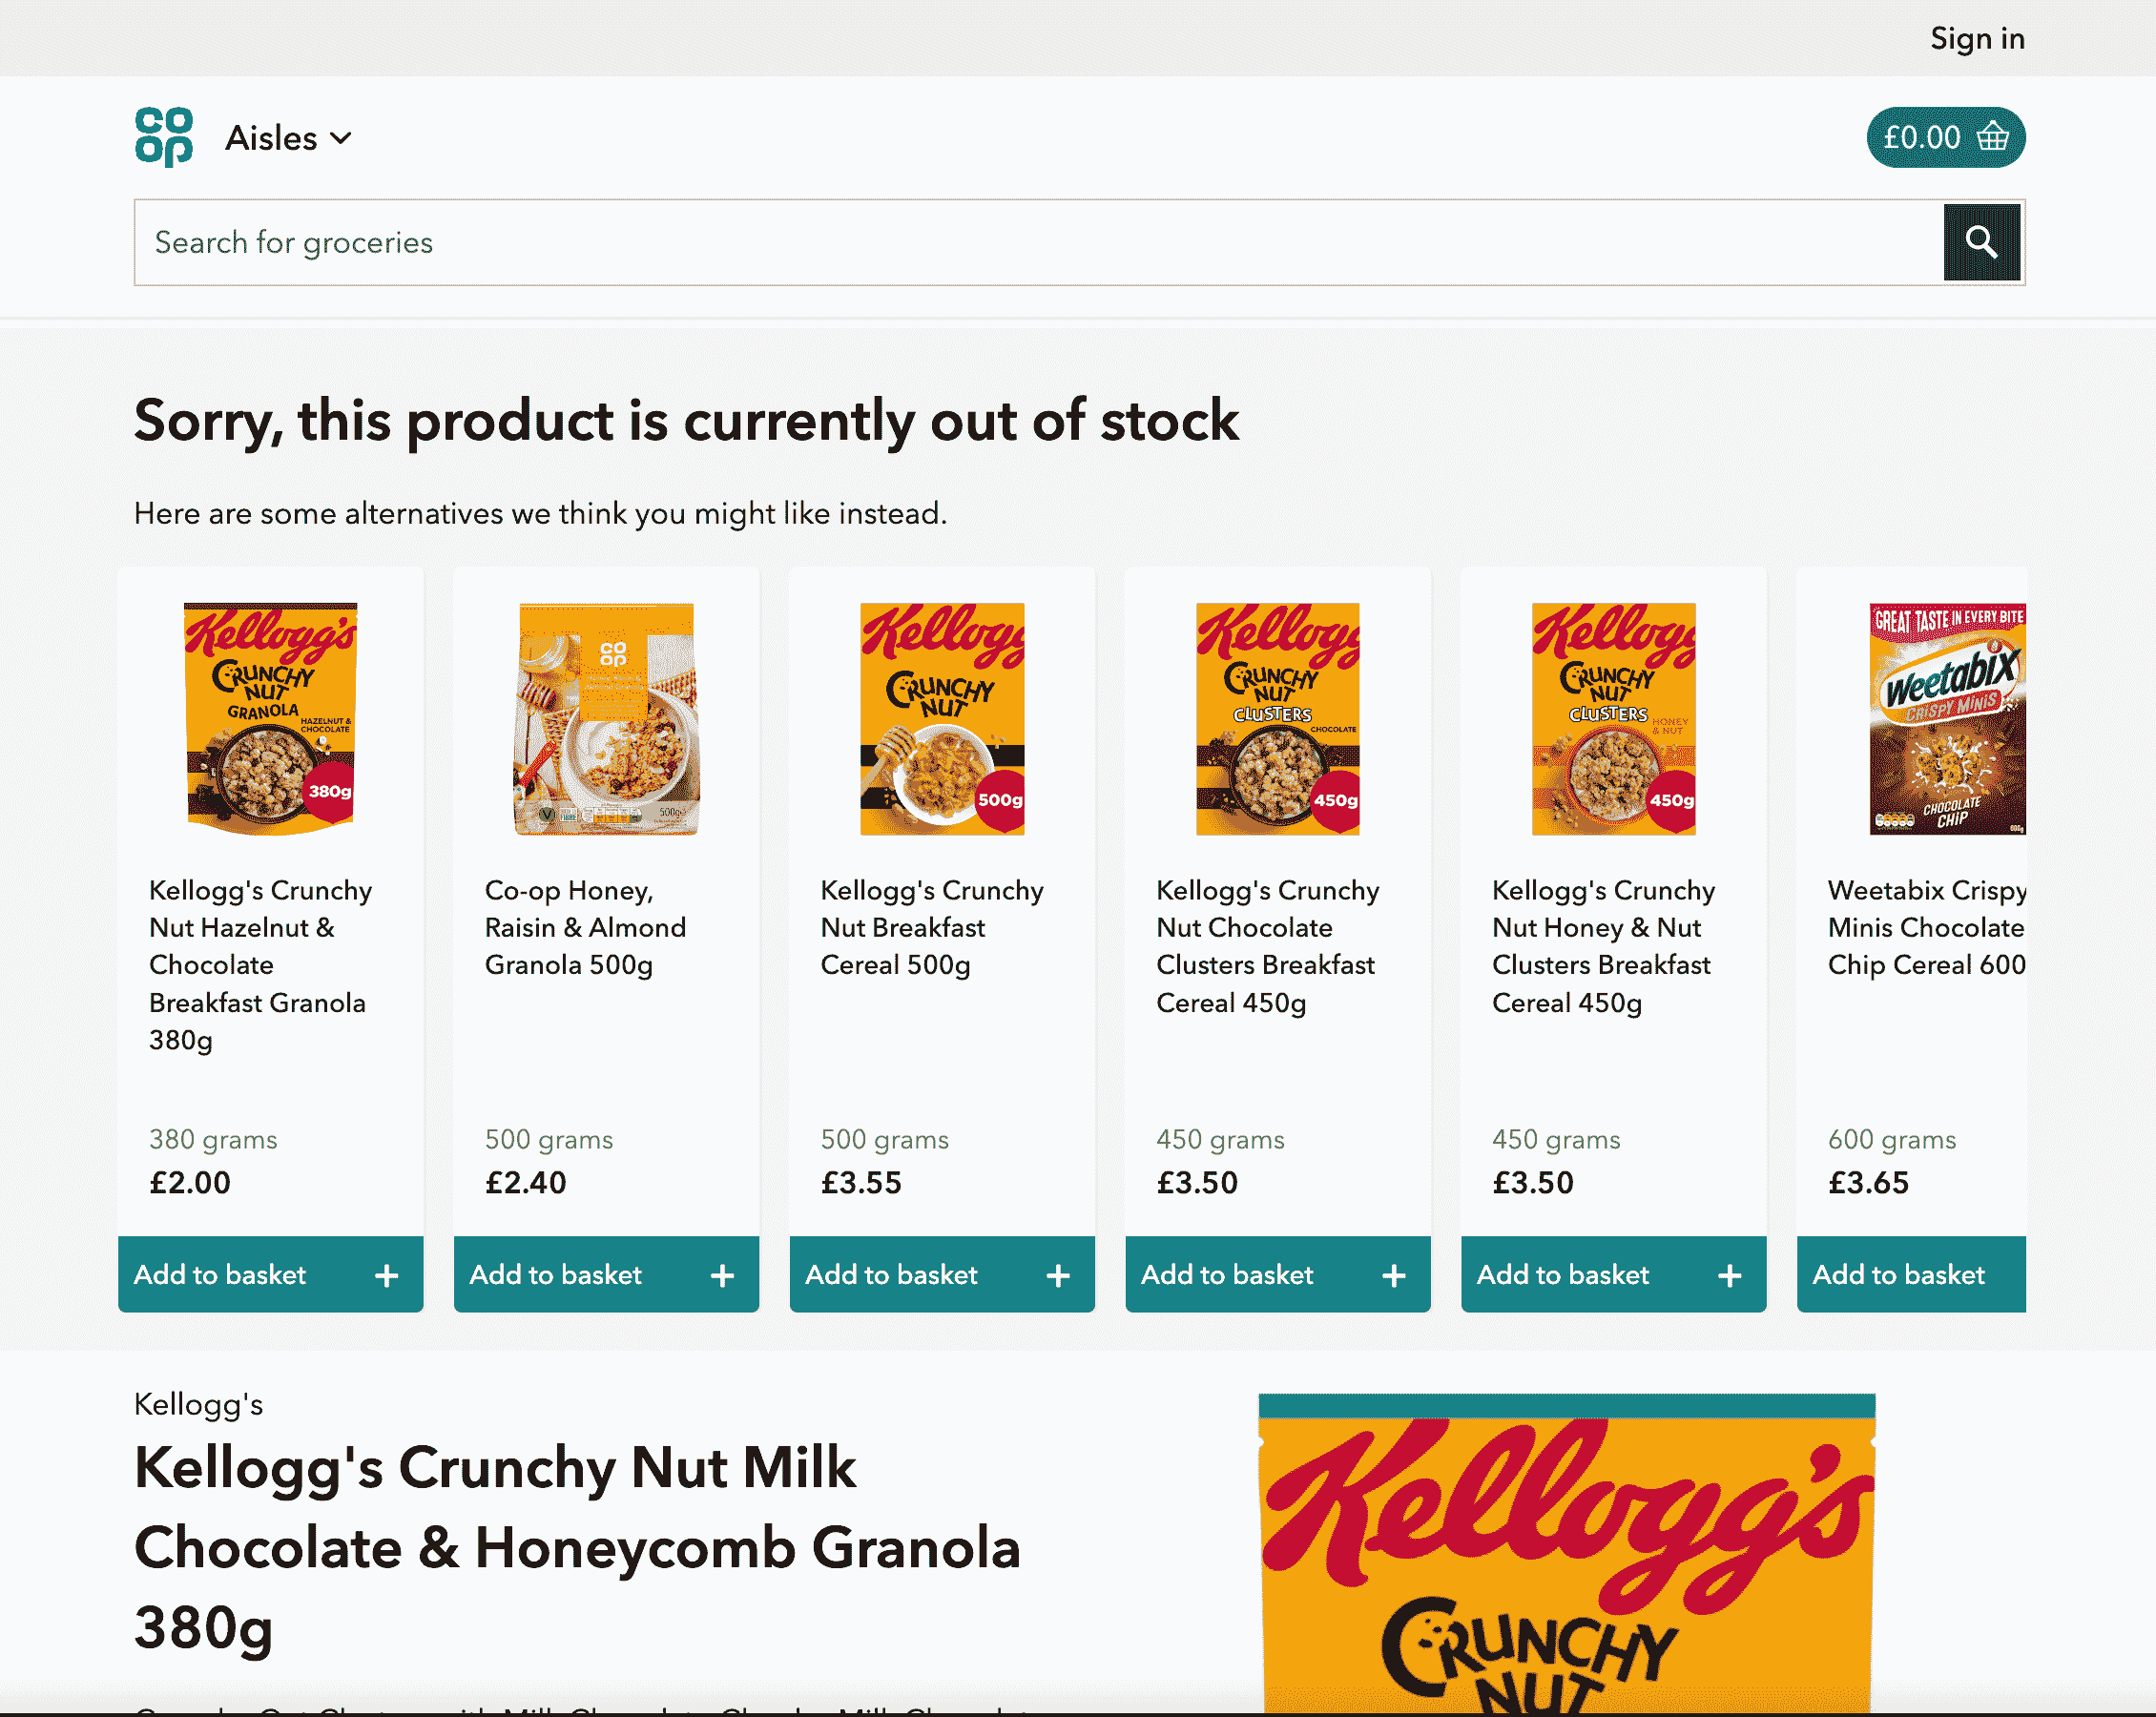 Sign in
CO
OP
Aisles
£0.00
Search for groceries
Sorry, this product is currently out of stock
Here are some alternatives we think you might like instead.
Kellogg's
CRUNCHY
NUT
GRANOLA
HAZELNUT &
CHOCOLATE
380g
CO
OP
500g
Kellogg
CRUNCHY
NUT
500g
Kellogg
CRUNCHY
NUT
CLUSTERS
CHOCOLATE
450g
Kellogg
CRUNCHY
NUT
CLUSTERS
HONEY
& NUT
450g
GREAT TASTE IN EVERY BITE
Weetabix
CRISPY MINIS
CHOCOLATE
CHIP
600g
Kellogg's Crunchy
Nut Hazelnut &
Chocolate
Breakfast Granola
380g
380 grams
£2.00
Add to basket +
Co-op Honey,
Raisin & Almond
Granola 500g
500 grams
£2.40
Add to basket +
Kellogg's Crunchy
Nut Breakfast
Cereal 500g
500 grams
£3.55
Add to basket +
Kellogg's Crunchy
Nut Chocolate
Clusters Breakfast
Cereal 450g
450 grams
£3.50
Add to basket +
Kellogg's Crunchy
Nut Honey & Nut
Clusters Breakfast
Cereal 450g
450 grams
£3.50
Add to basket +
Weetabix Crispy
Minis Chocolate
Chip Cereal 600
600 grams
£3.65
Add to basket
Kellogg's
Kellogg's Crunchy Nut Milk
Chocolate & Honeycomb Granola
380g
Kellogg's
CRUNCHY
NUT